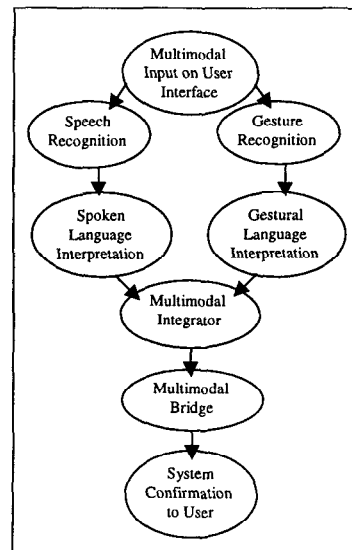 Multimodal
Input on User
Interface
Speech
Recognition
Gesture
Recognition
Spoken
Language
Interpretation
Gestural
Language
Interpretation
Multimodal
Integrator
Multimodal
Bridge
System
Confirmation
to User